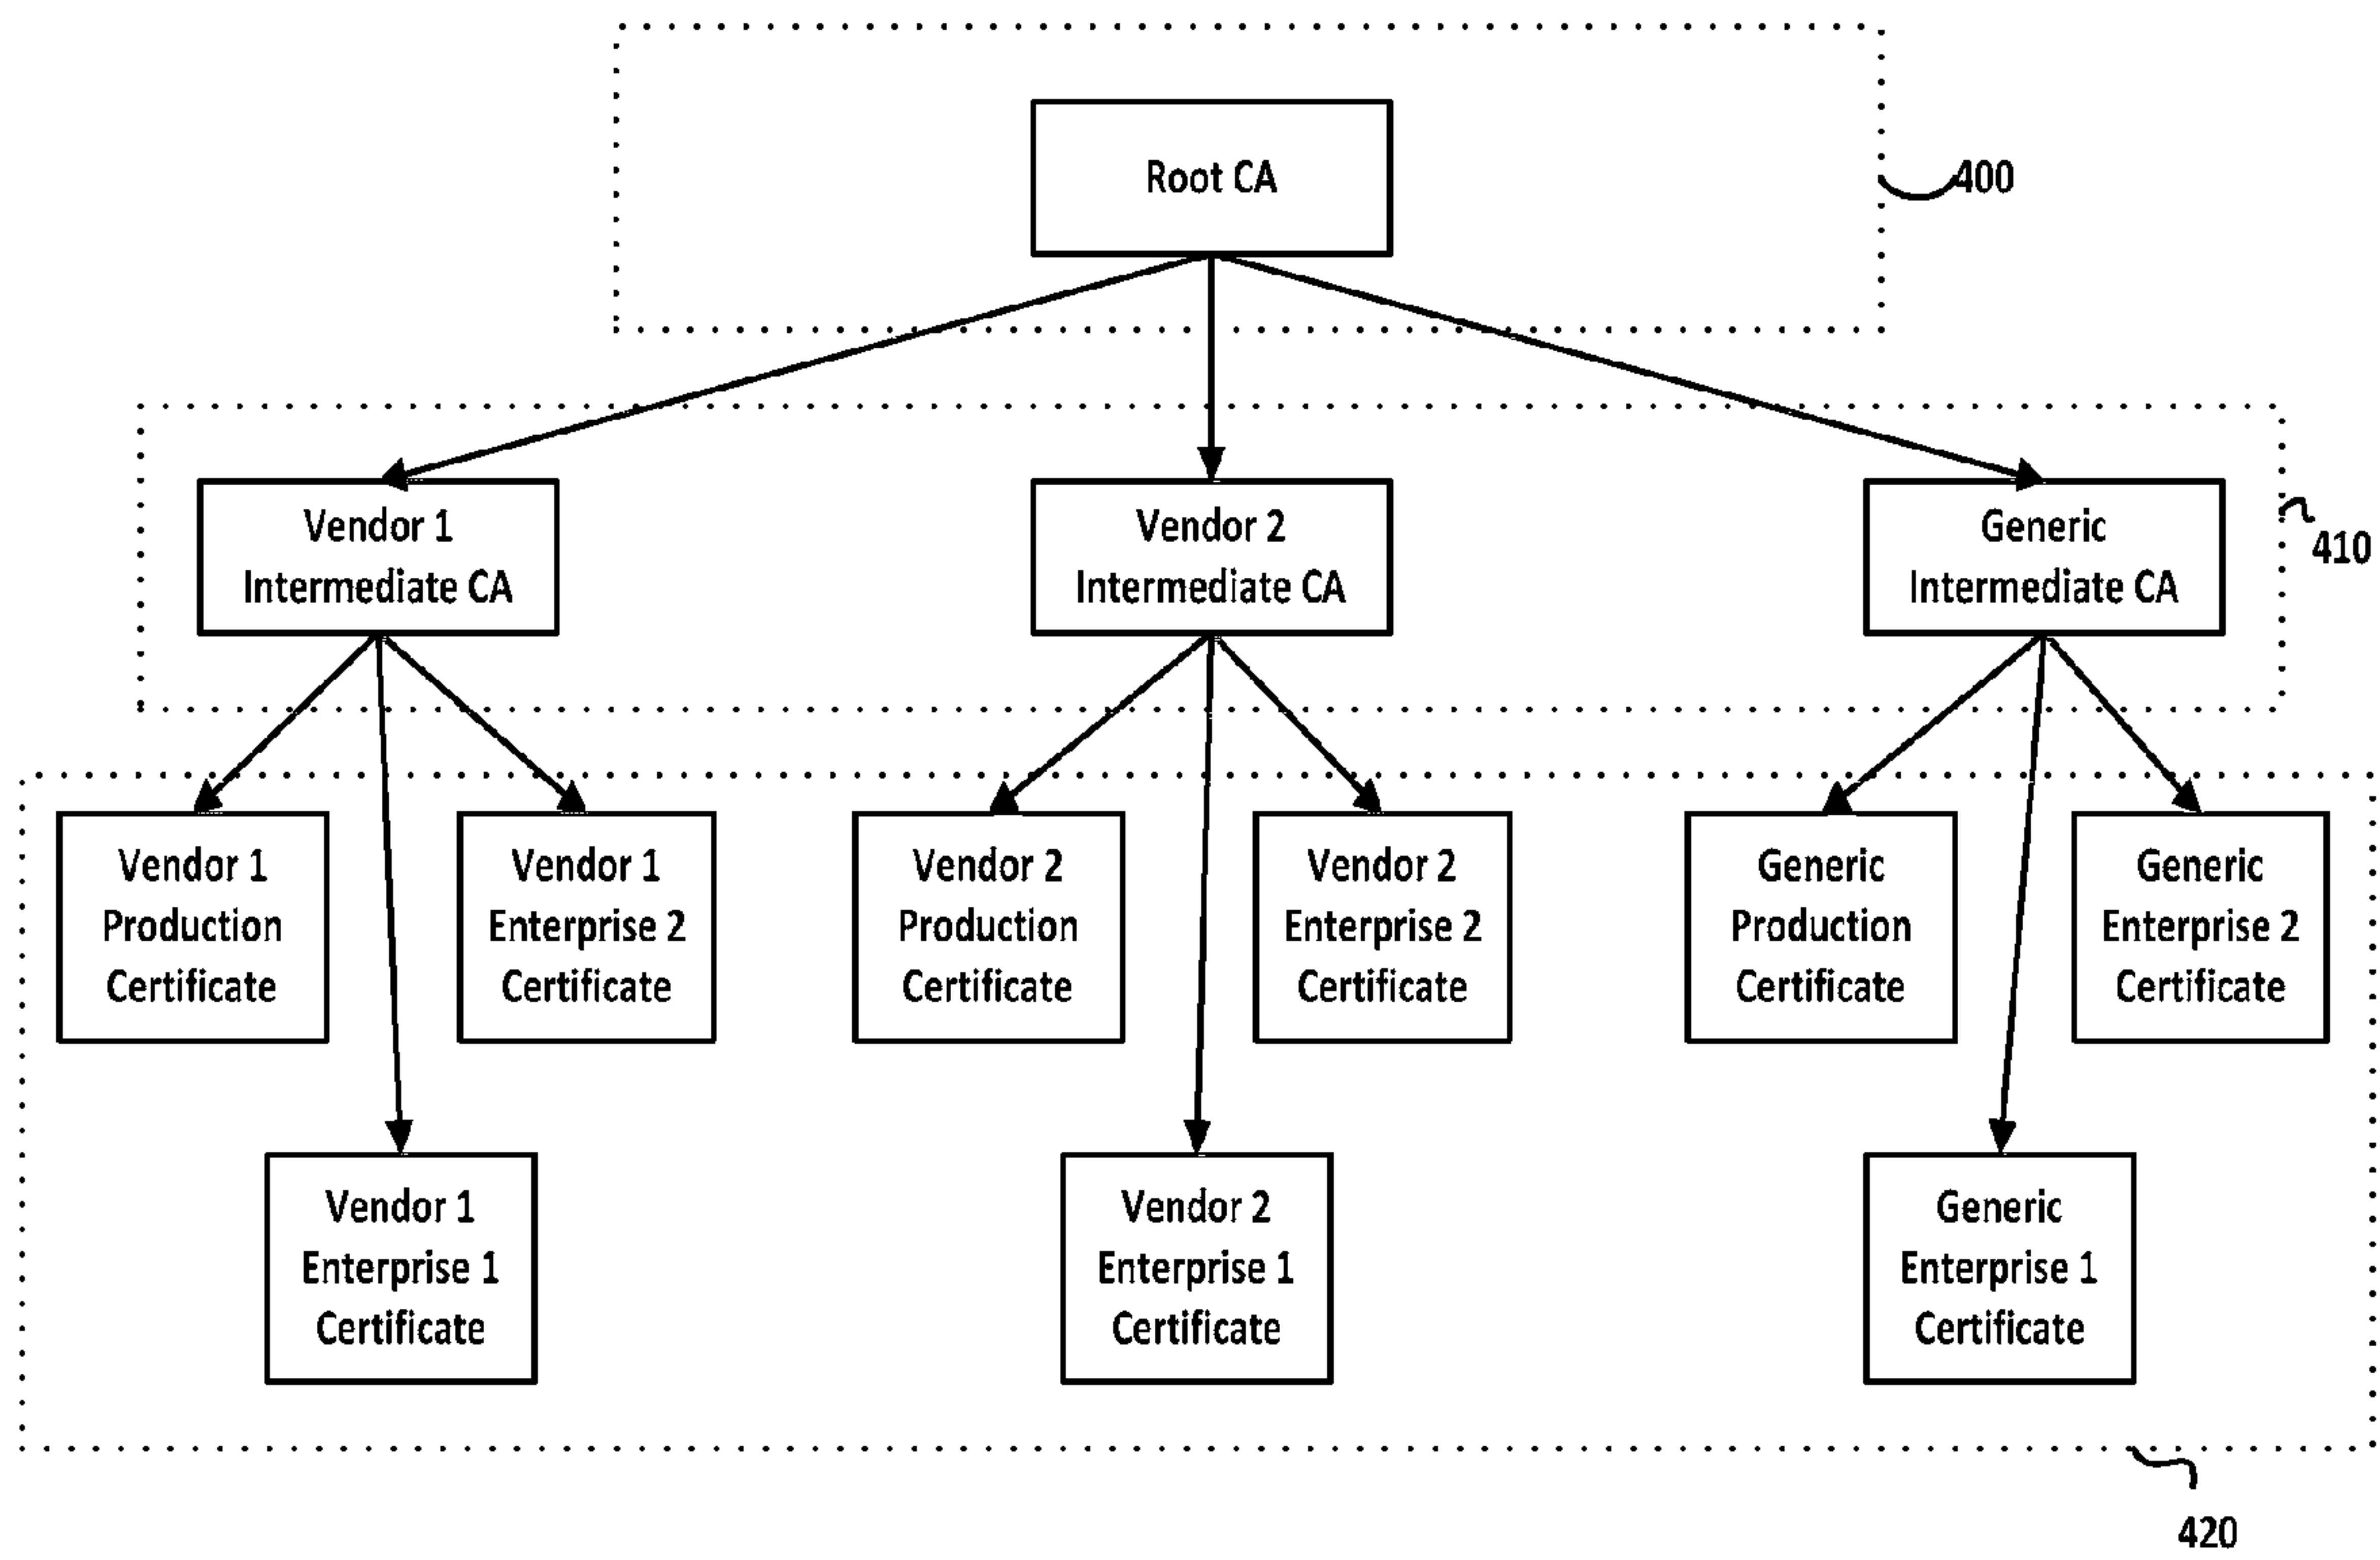 Root CA
400
Vendor 1
Intermediate CA
Vendor 2
Intermediate CA
Generic
Intermediate CA
410
Vendor 1
Production
Certificate
Vendor 1
Enterprise 2
Certificate
Vendor 2
Production
Certificate
Vendor 2
Enterprise 2
Certificate
Generic
Production
Certificate
Generic
Enterprise 2
Certificate
Vendor 1
Enterprise 1
Certificate
Vendor 2
Enterprise 1
Certificate
Generic
Enterprise 1
Certificate
420